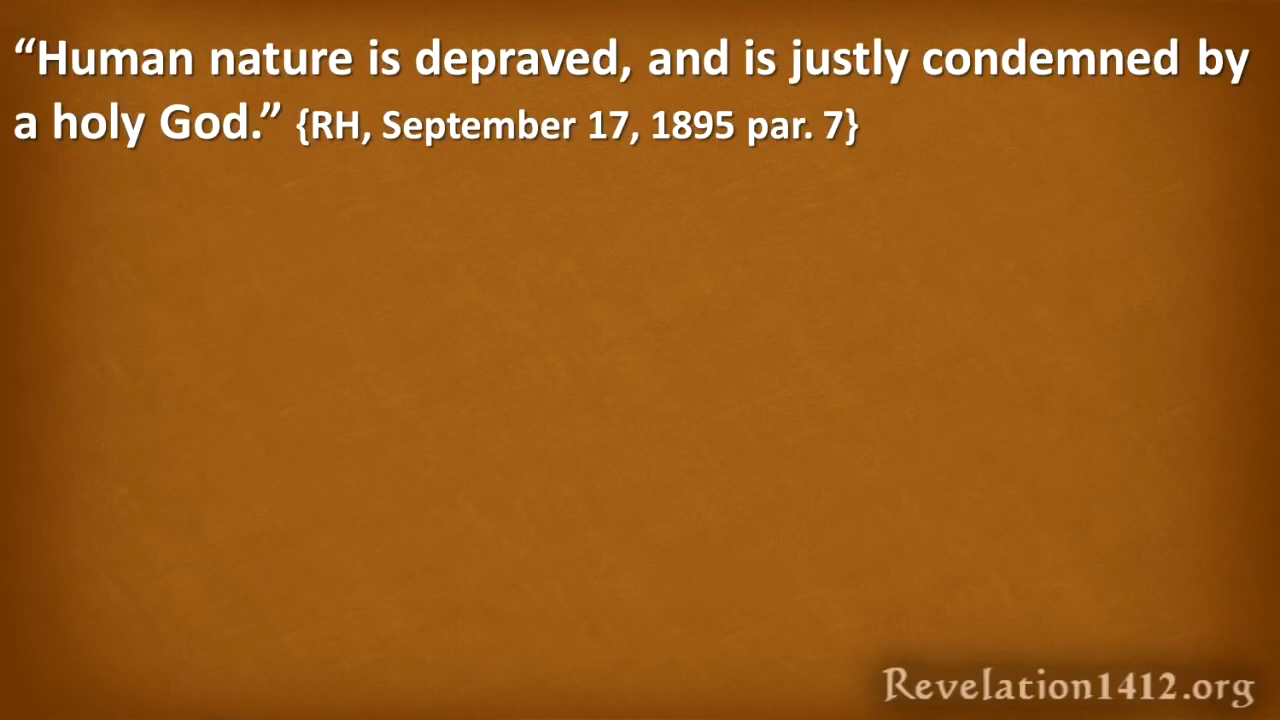 “Human nature is depraved, and is justly condemned by
a holy God.” {RH, September 17, 1895 par. 7}
Revelation1412.org